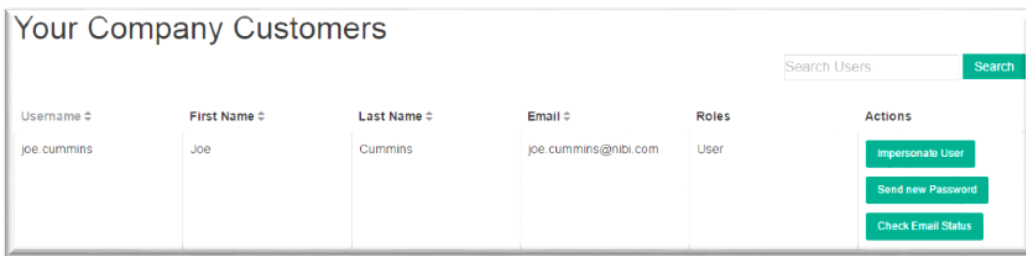 Your Company Customers
Search Users Search
Username First Name Last Name Email Roles Actions
joe.cummins Joe Cummins joe.cummins@nibi.com User Impersonate User
Send new Password
Check Email Status